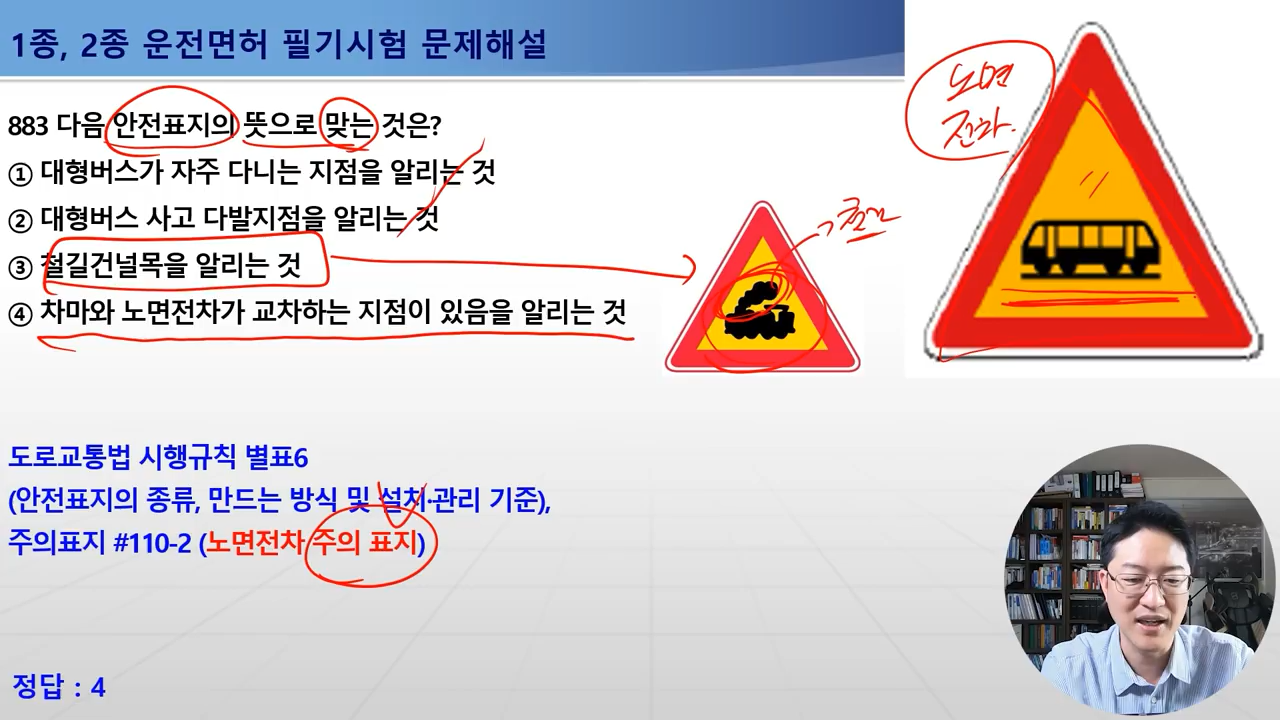 1종, 2종 운전면허 필기시험 문제해설
883 다음 안전표지의 뜻으로 맞는 것은?
① 대형버스가 자주 다니는 지점을 알리는 것
② 대형버스 사고 다발지점을 알리는 것
③ 철길건널목을 알리는 것
④ 차마와 노면전차가 교차하는 지점이 있음을 알리는 것
노면
전차.
도로교통법 시행규칙 별표6
(안전표지의 종류, 만드는 방식 및 설치·관리 기준),
주의표지 #110-2 (노면전차 주의 표지)
정답 : 4